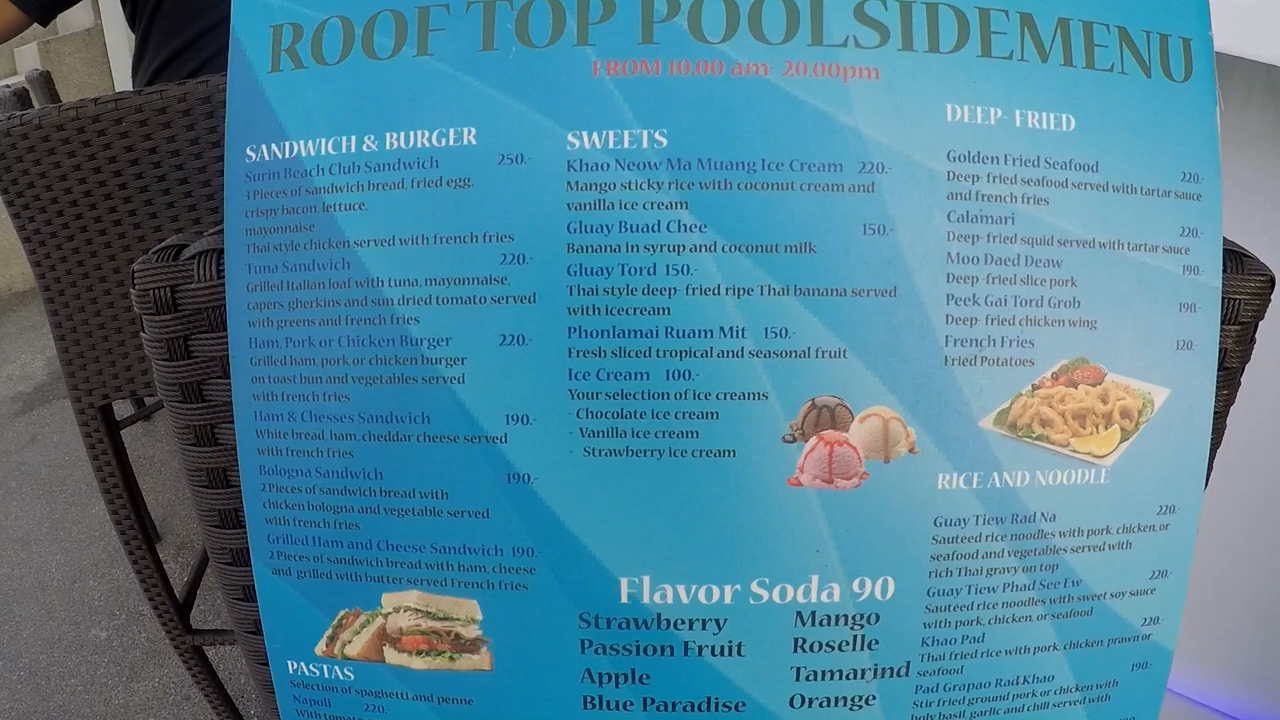 ROOF TOP POOLSIDEMENU
FROM 10.00 am- 20.00pm
SANDWICH & BURGER
Surin Beach Club Sandwich 250.-
3 Pieces of sandwich bread, fried egg,
crispy bacon, lettuce,
mayonnaise
Thai style chicken served with french fries
Tuna Sandwich 220.-
Grilled Italian loaf with tuna, mayonnaise,
capers, gherkins and sun dried tomato served
with greens and french fries
Ham, Pork or Chicken Burger 220.-
Grilled ham, pork or chicken burger
on toast bun and vegetables served
with french fries
Ham & Chesses Sandwich 190.-
White bread, ham, cheddar cheese served
with french fries
Bologna Sandwich 190.-
2 Pieces of sandwich bread with
chicken bologna and vegetable served
with french fries
Grilled Ham and Cheese Sandwich 190.-
2 Pieces of sandwich bread with ham, cheese
and grilled with butter served French fries
PASTAS
Selection of spaghetti and penne
Napoli 220.-
With tomato
SWEETS
Khao Neow Ma Muang Ice Cream 220.-
Mango sticky rice with coconut cream and
vanilla ice cream
Gluay Buad Chee 150.-
Banana in syrup and coconut milk
Gluay Tord 150.-
Thai style deep- fried ripe Thai banana served
with icecream
Phonlamai Ruam Mit 150.-
Fresh sliced tropical and seasonal fruit
Ice Cream 100.-
Your selection of ice creams
- Chocolate ice cream
- Vanilla ice cream
- Strawberry ice cream
Flavor Soda 90
Strawberry Mango
Passion Fruit Roselle
Apple Tamarind
Blue Paradise Orange
DEEP- FRIED
Golden Fried Seafood 220.-
Deep- fried seafood served with tartar sauce
and french fries
Calamari 220.-
Deep- fried squid served with tartar sauce
Moo Daed Deaw 190.-
Deep -fried slice pork
Peek Gai Tord Grob 190.-
Deep- fried chicken wing
French Fries 120.-
Fried Potatoes
RICE AND NOODLE
Guay Tiew Rad Na 220.-
Sauteed rice noodles with pork, chicken, or
seafood and vegetables served with
rich Thai gravy on top
Guay Tiew Phad See Ew 220.-
Sauteed rice noodles with sweet soy sauce
with pork, chicken, or seafood
Khao Pad 220.-
Thai fried rice with pork, chicken, prawn or
seafood
Pad Grapao Rad Khao 190.-
Stir fried ground pork or chicken with
holy basil, garlic and chili served with